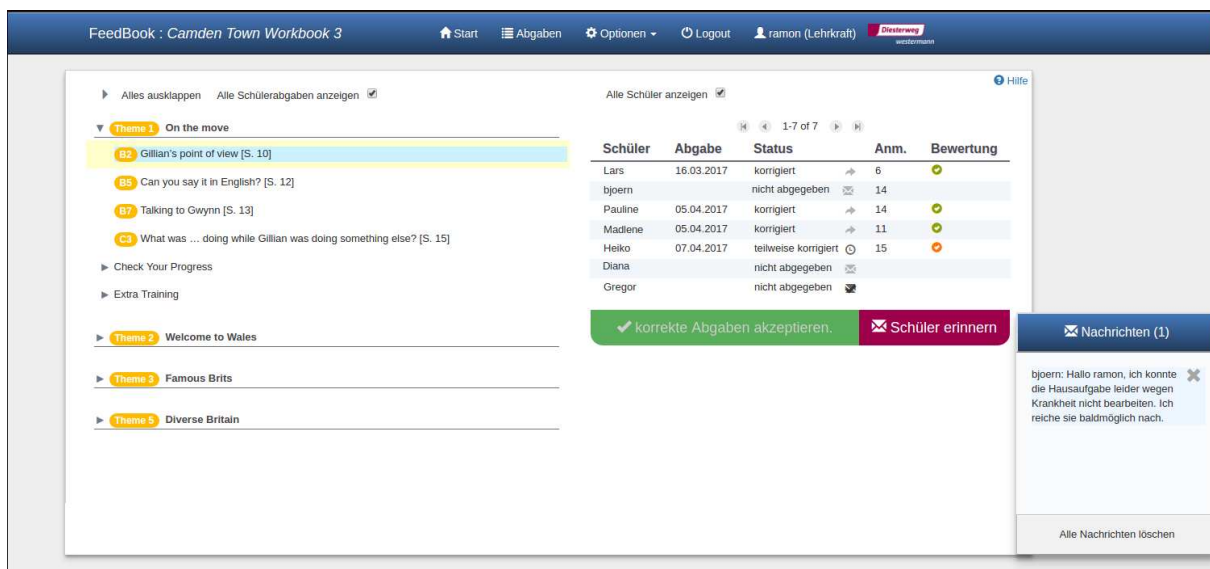 FeedBook : Camden Town Workbook 3 Start Abgaben Optionen Logout ramon (Lehrkraft) Diesterweg
westermann
Hilfe
Alles ausklappen Alle Schülerabgaben anzeigen
Theme 1 On the move
B2 Gillian's point of view [S. 10]
B5 Can you say it in English? [S. 12]
B7 Talking to Gwynn [S. 13]
C3 What was … doing while Gillian was doing something else? [S. 15]
Check Your Progress
Extra Training
Theme 2 Welcome to Wales
Theme 3 Famous Brits
Theme 5 Diverse Britain
Alle Schüler anzeigen
1-7 of 7
Schüler Abgabe Status Anm. Bewertung
Lars 16.03.2017 korrigiert 6
bjoern nicht abgegeben 14
Pauline 05.04.2017 korrigiert 14
Madlene 05.04.2017 korrigiert 11
Heiko 07.04.2017 teilweise korrigiert 15
Diana nicht abgegeben
Gregor nicht abgegeben
korrekte Abgaben akzeptieren. Schüler erinnern
Nachrichten (1)
bjoern: Hallo ramon, ich konnte
die Hausaufgabe leider wegen
Krankheit nicht bearbeiten. Ich
reiche sie baldmöglich nach.
Alle Nachrichten löschen